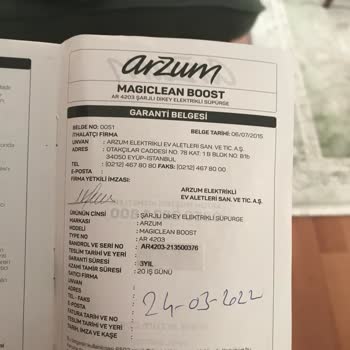 arzum
MAGICLEAN BOOST
AR 4203 ŞARJLI DİKEY ELEKTRİKLİ SÜPÜRGE
GARANTİ BELGESİ
BELGE NO: 0051 BELGE TARİHİ: 06/07/2015
İTHALATÇI FİRMA
UNVAN : ARZUM ELEKTRİKLİ EV ALETLERİ SAN. VE TİC. A.Ş.
ADRES : OTAKÇILAR CADDESİ NO: 78 KAT: 1 B BLOK NO: B1b
34050 EYÜP-İSTANBUL
TEL : (0212) 467 80 80 FAKS: (0212) 467 80 00
E-POSTA :
FİRMA YETKİLİ İMZASI:
ARZUM ELEKTRİKLİ
EV ALETLERİ SAN. TİC. A.Ş.
ÜRÜNÜN CİNSİ : ŞARJLI DİKEY ELEKTRİKLİ SÜPÜRGE
MARKASI : ARZUM
MODELİ : MAGICLEAN BOOST
TYPE NO : AR 4203
BANDROL VE SERİ NO : AR4203-213500376
TESLİM TARİHİ VE YERİ :
GARANTİ SÜRESİ : 3YIL
AZAMİ TAMİR SÜRESİ : 20 İŞ GÜNÜ
SATICI FİRMA
UNVAN :
ADRES :
TEL - FAKS :
E-POSTA :
24-03-2022
FATURA TARİH VE NO :
TESLİM TARİHİ VE YERİ :
TARİH, İMZA VE KAŞE :